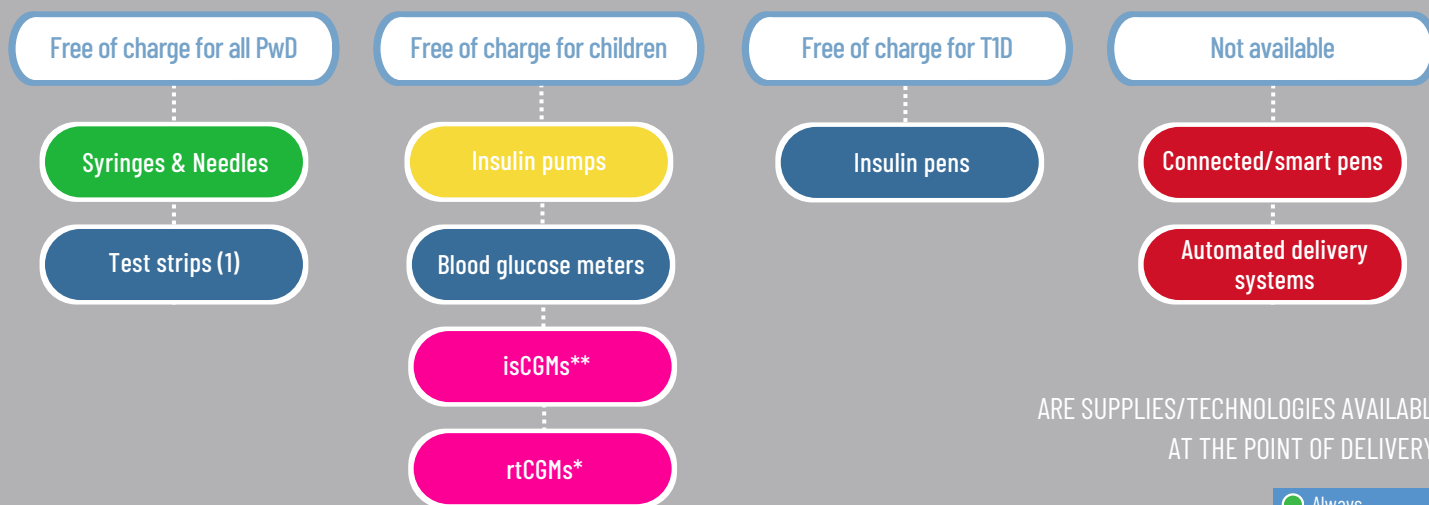 Free of charge for all PwD
Syringes & Needles
Test strips (1)
Free of charge for children
Insulin pumps
Blood glucose meters
isCGMs**
rtCGMs*
Free of charge for T1D
Insulin pens
Not available
Connected/smart pens
Automated delivery
systems
ARE SUPPLIES/TECHNOLOGIES AVAILABL
AT THE POINT OF DELIVERY
Always